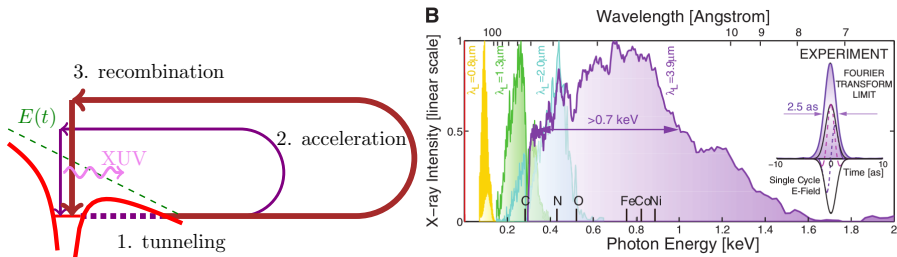 3. recombination
E(t)
2. acceleration
XUV
1. tunneling
B
Wavelength [Angstrom]
100 10 9 8 7
X-ray Intensity [linear scale]
1
0.5
0
λL=0.8μm
λL=1.3μm
λL=2.0μm
λL=3.9μm
>0.7 keV
EXPERIMENT
FOURIER
TRANSFORM
LIMIT
2.5 as
-10 0 10
Time [as]
Single Cycle
E-Field
C N O Fe Co Ni
0.2 0.4 0.6 0.8 1 1.2 1.4 1.6 1.8 2
Photon Energy [keV]